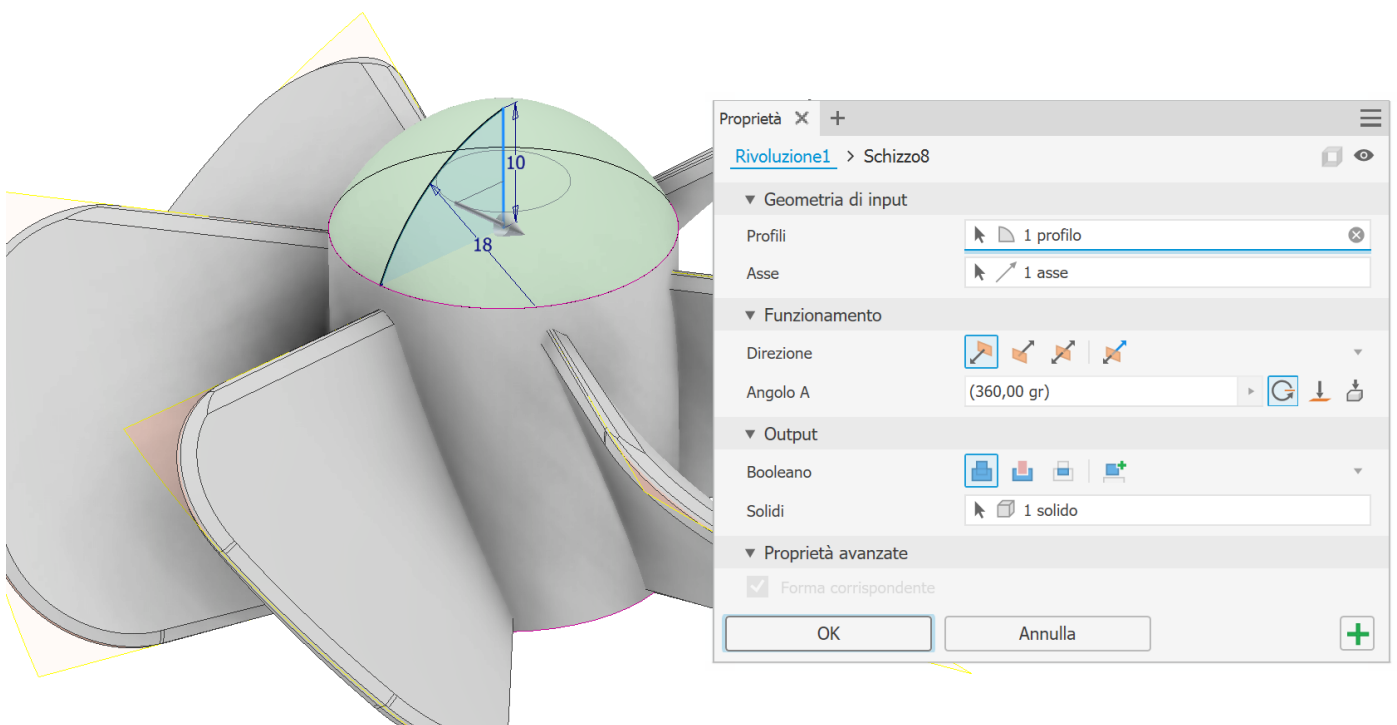 10
18
Proprietà
Rivoluzione1 > Schizzo8
Geometria di input
Profili 1 profilo
Asse 1 asse
Funzionamento
Direzione
Angolo A (360,00 gr)
Output
Booleano
Solidi 1 solido
Proprietà avanzate
Forma corrispondente
OK Annulla